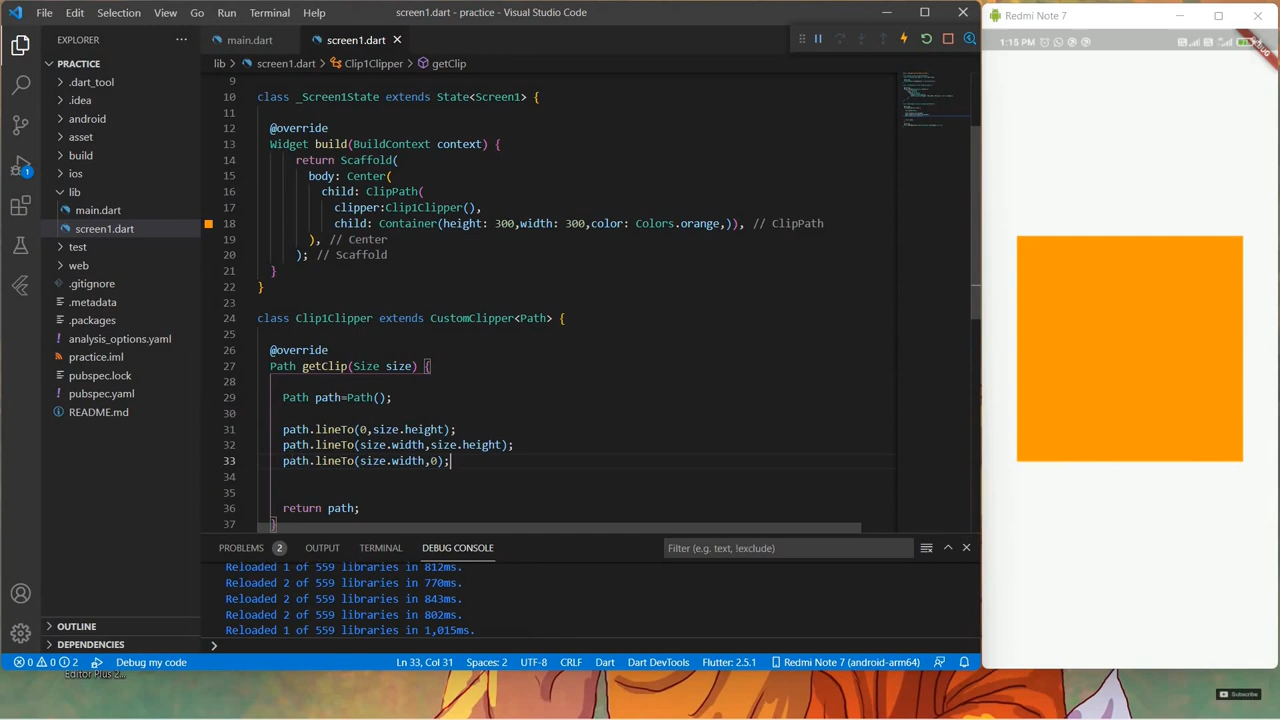 File Edit Selection View Go Run Terminal
screen1.dart - practice - Visual Studio Code
Redmi Note 7
EXPLORER
main.dart
screen1.dart
1:15 PM
PRACTICE
lib > screen1.dart > Clip1Clipper > getClip
.dart_tool
.idea
android
asset
build
ios
lib
main.dart
screen1.dart
test
web
.gitignore
.metadata
.packages
analysis_options.yaml
practice.iml
pubspec.lock
pubspec.yaml
README.md
OUTLINE
DEPENDENCIES
9
10 class _Screen1State extends State<Screen1> {
11
12 @override
13 Widget build(BuildContext context) {
14 return Scaffold(
15 body: Center(
16 child: ClipPath(
17 clipper:Clip1Clipper(),
18 child: Container(height: 300,width: 300,color: Colors.orange,)), // ClipPath
19 ), // Center
20 ); // Scaffold
21 }
22 }
23
24 class Clip1Clipper extends CustomClipper<Path> {
25
26 @override
27 Path getClip(Size size) {
28
29 Path path=Path();
30
31 path.lineTo(0,size.height);
32 path.lineTo(size.width,size.height);
33 path.lineTo(size.width,0);
34
35
36 return path;
37 }
PROBLEMS 2 OUTPUT TERMINAL DEBUG CONSOLE
Filter (e.g. text, !exclude)
Reloaded 1 of 559 libraries in 812ms.
Reloaded 2 of 559 libraries in 770ms.
Reloaded 2 of 559 libraries in 843ms.
Reloaded 2 of 559 libraries in 802ms.
Reloaded 1 of 559 libraries in 1,015ms.
0 0 2 Debug my code
Ln 33, Col 31 Spaces: 2 UTF-8 CRLF Dart Dart DevTools Flutter: 2.5.1 Redmi Note 7 (android-arm64)
Editor Plus 2...
Subscribe